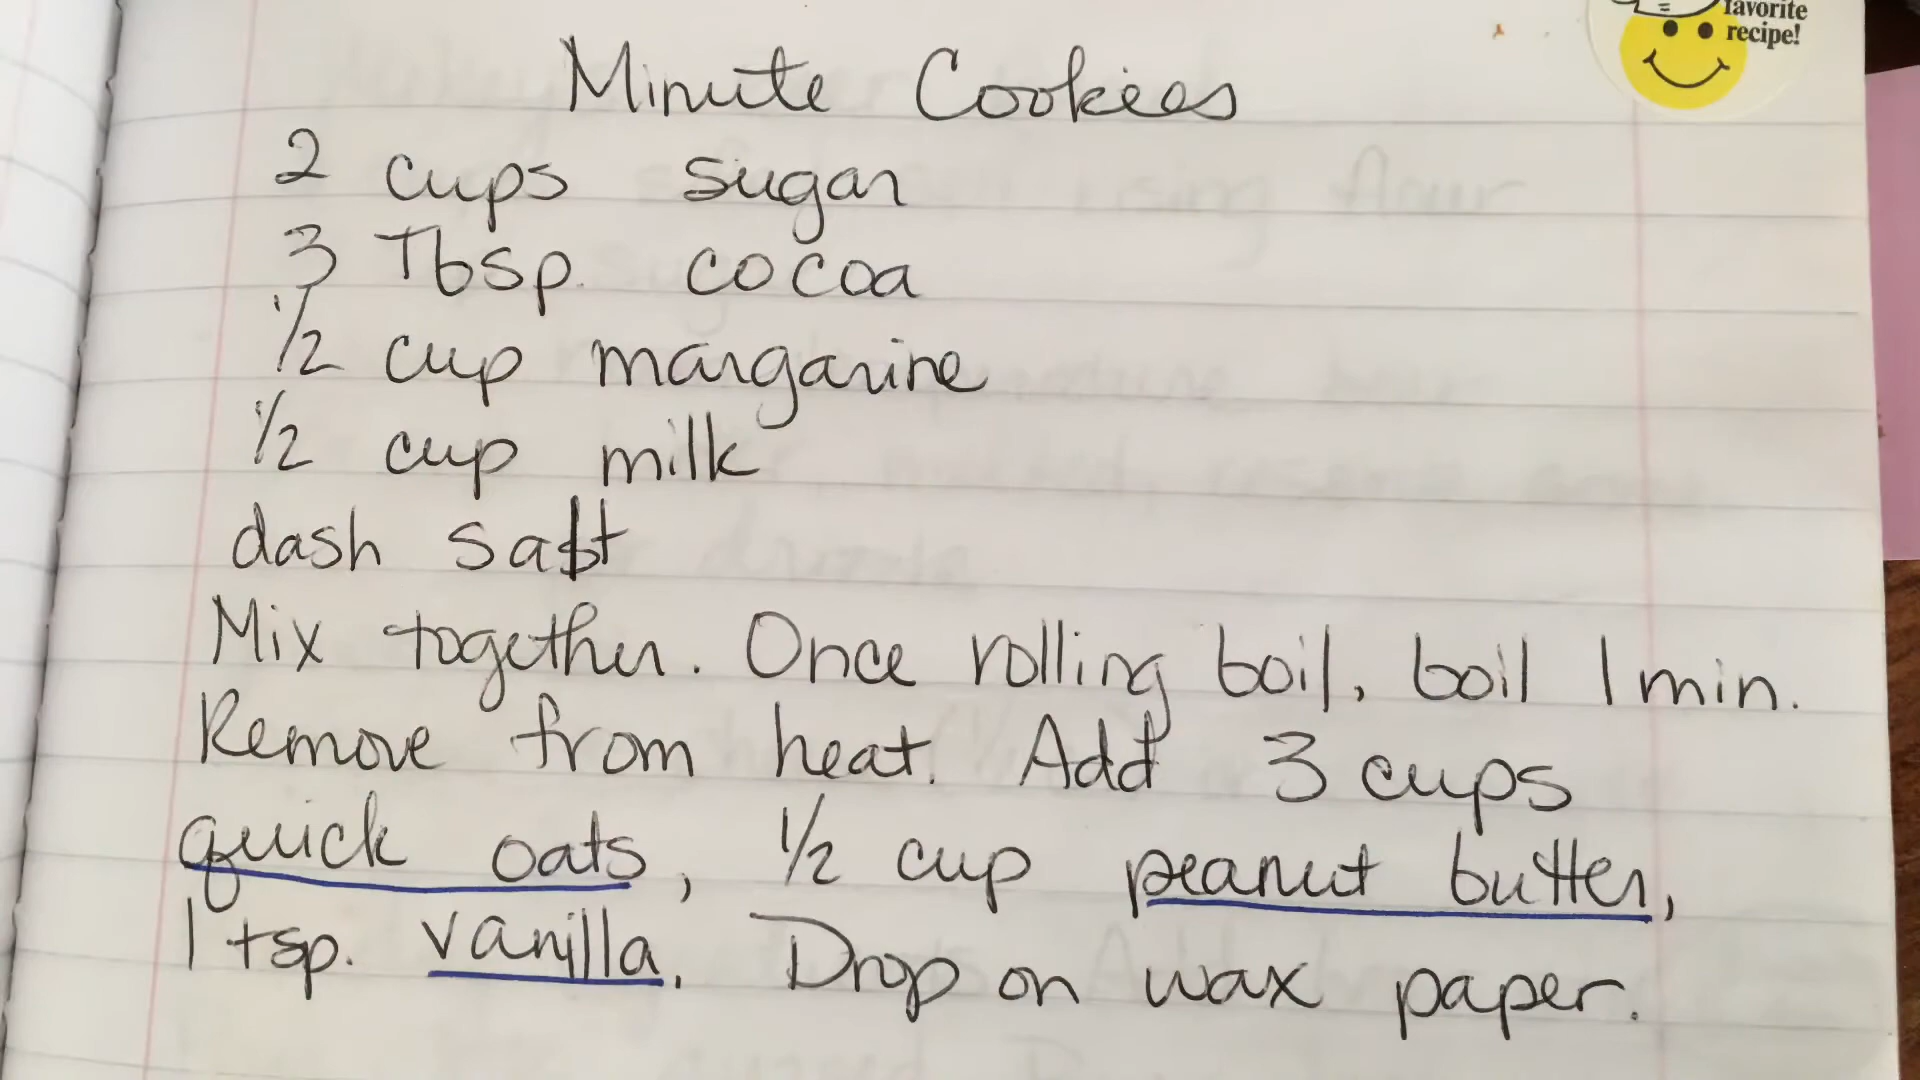 favorite
recipe!
Minute Cookies
2 cups sugar
3 Tbsp. cocoa
1/2 cup margarine
1/2 cup milk
dash salt
Mix together. Once rolling boil, boil 1 min.
Remove from heat. Add 3 cups
quick oats, 1/2 cup peanut butter,
1 tsp. vanilla. Drop on wax paper.